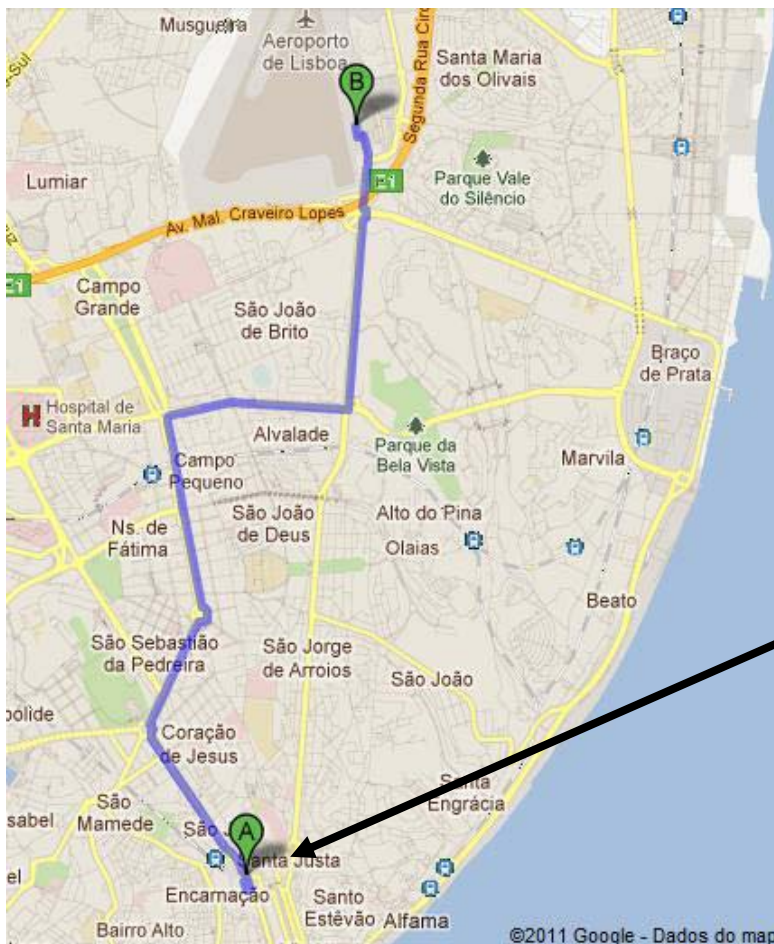 Musgueira
Aeroporto
de Lisboa
B
Segunda Rua Circ
Santa Maria
dos Olivais
Lumiar
Parque Vale
do Silêncio
Av. Mal. Craveiro Lopes
Campo
Grande
São João
de Brito
Braço
de Prata
H
Hospital de
Santa Maria
Alvalade
Parque da
Bela Vista
Marvila
Campo
Pequeno
Ns. de
Fátima
São João
de Deus
Alto do Pina
Olaias
Beato
São Sebastião
da Pedreira
São Jorge
de Arroios
São João
polide
Coração
de Jesus
Santa
Engrácia
São
Mamede
sabel
São J
A
Santa Justa
el
Encarnação
Santo
Estêvão
Alfama
Bairro Alto
©2011 Google - Dados do map